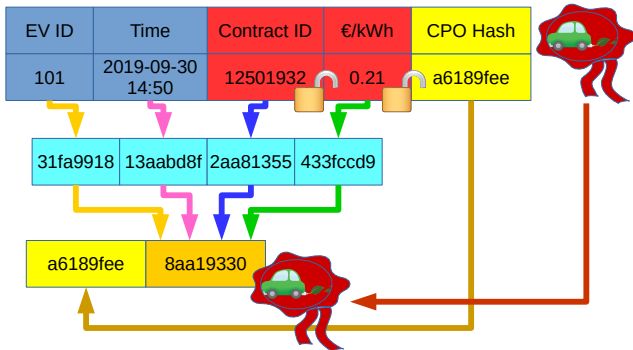 EV ID Time Contract ID €/kWh CPO Hash
101 2019-09-30 14:50 12501932 0.21 a6189fee
31fa9918 13aabd8f 2aa81355 433fccd9
a6189fee 8aa19330